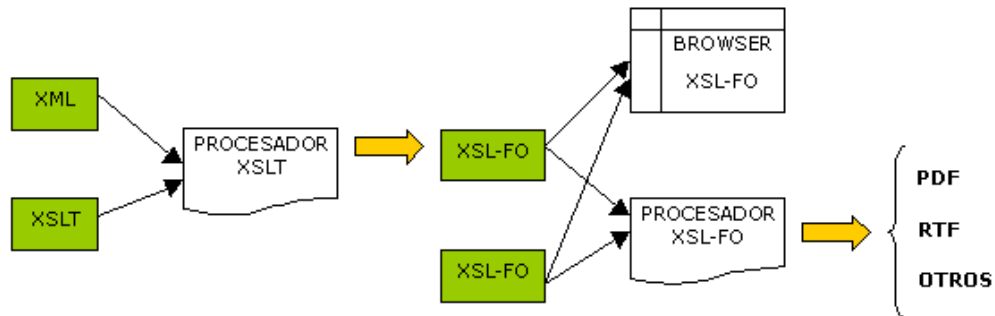 XML
XSLT
PROCESADOR
XSLT
XSL-FO
XSL-FO
BROWSER
XSL-FO
PROCESADOR
XSL-FO
PDF
RTF
OTROS